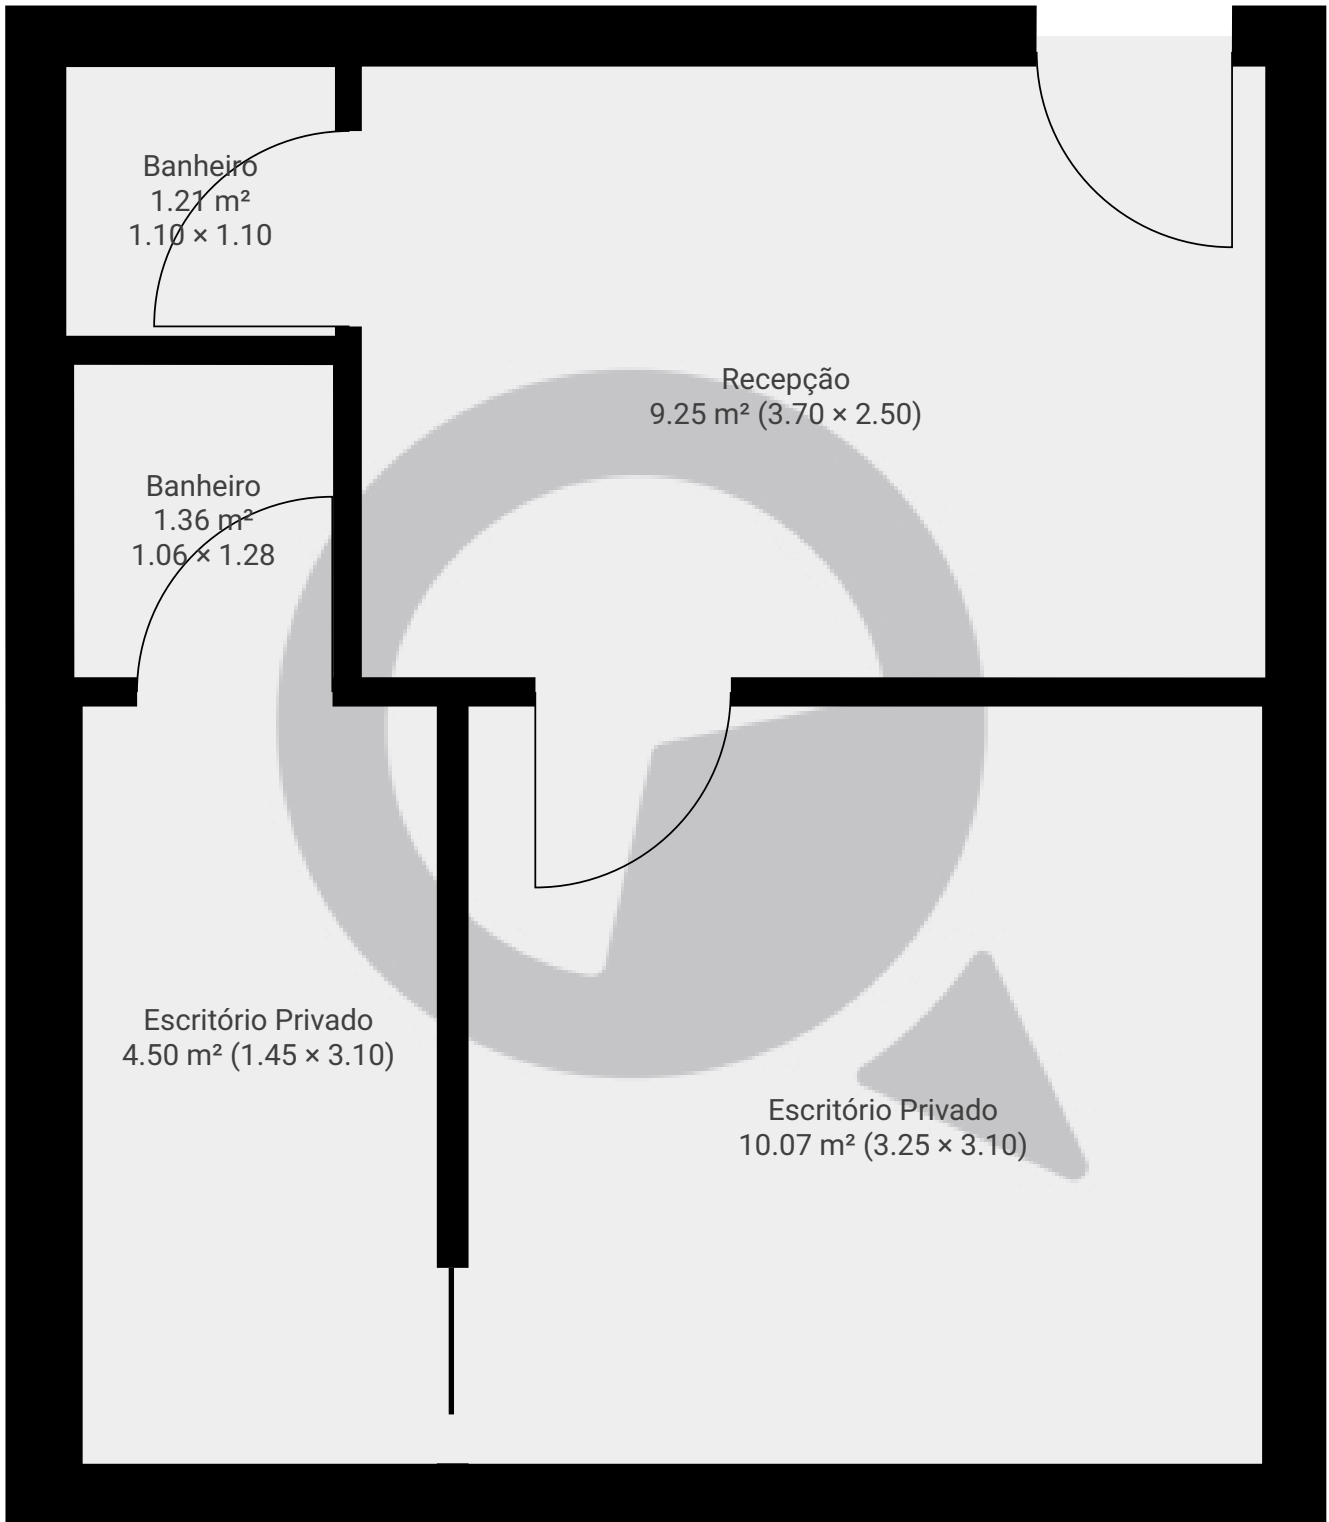 Banheiro
1.21 m²
1.10 × 1.10
Recepção
9.25 m² (3.70 × 2.50)
Banheiro
1.36 m²
1.06 × 1.28
Escritório Privado
4.50 m² (1.45 × 3.10)
Escritório Privado
10.07 m² (3.25 × 3.10)